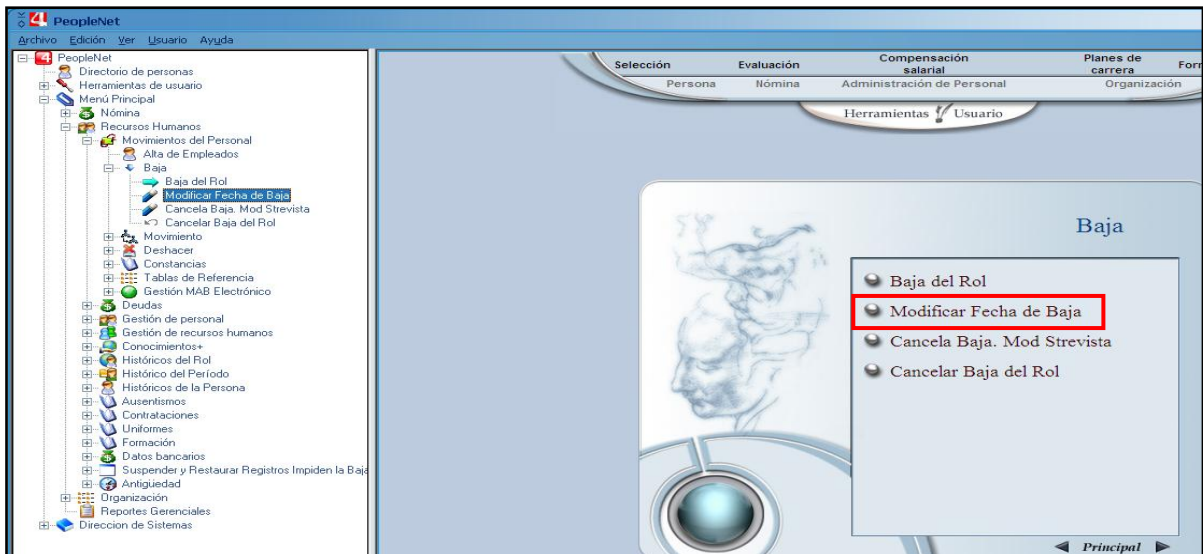 PeopleNet
Archivo Edición Ver Usuario Ayuda
PeopleNet
Directorio de personas
Herramientas de usuario
Menú Principal
Nómina
Recursos Humanos
Movimientos del Personal
Alta de Empleados
Baja
Baja del Rol
Modificar Fecha de Baja
Cancela Baja. Mod Strevista
Cancelar Baja del Rol
Movimiento
Deshacer
Constancias
Tablas de Referencia
Gestión MAB Electrónico
Deudas
Gestión de personal
Gestión de recursos humanos
Conocimientos+
Históricos del Rol
Histórico del Período
Históricos de la Persona
Ausentismos
Contrataciones
Uniformes
Formación
Datos bancarios
Suspender y Restaurar Registros Impiden la Baja
Antigüedad
Organización
Reportes Gerenciales
Direccion de Sistemas
Selección Evaluación Compensación salarial Planes de carrera Forr
Persona Nómina Administración de Personal Organización
Herramientas Usuario
Baja
Baja del Rol
Modificar Fecha de Baja
Cancela Baja. Mod Strevista
Cancelar Baja del Rol
Principal